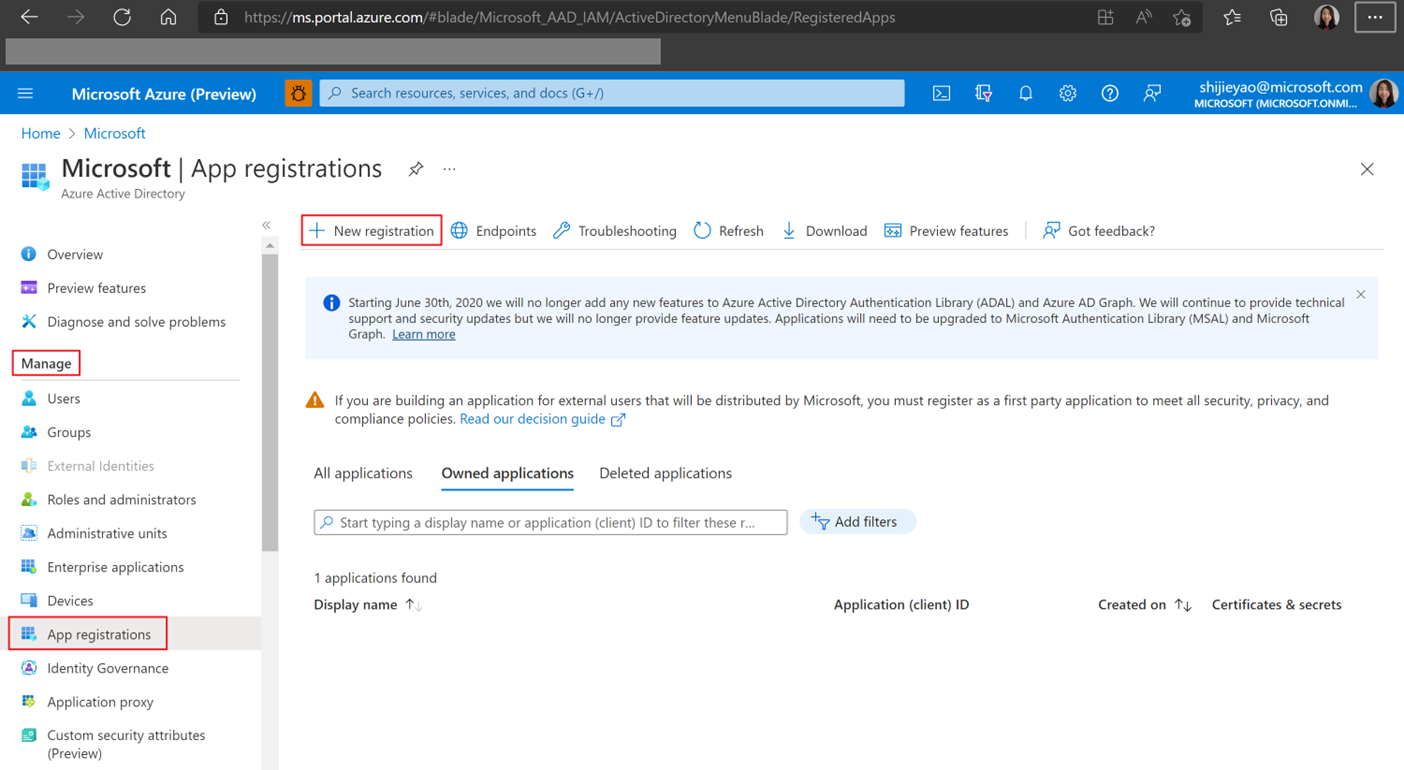 https://ms.portal.azure.com/#blade/Microsoft_AAD_IAM/ActiveDirectoryMenuBlade/RegisteredApps
Microsoft Azure (Preview)
Search resources, services, and docs (G+/)
shijieyao@microsoft.com
MICROSOFT (MICROSOFT.ONMI...
Home > Microsoft
Microsoft | App registrations
Azure Active Directory
New registration
Endpoints
Troubleshooting
Refresh
Download
Preview features
Got feedback?
Overview
Preview features
Diagnose and solve problems
Manage
Users
Groups
External Identities
Roles and administrators
Administrative units
Enterprise applications
Devices
App registrations
Identity Governance
Application proxy
Custom security attributes
(Preview)
Starting June 30th, 2020 we will no longer add any new features to Azure Active Directory Authentication Library (ADAL) and Azure AD Graph. We will continue to provide technical
support and security updates but we will no longer provide feature updates. Applications will need to be upgraded to Microsoft Authentication Library (MSAL) and Microsoft
Graph. Learn more
If you are building an application for external users that will be distributed by Microsoft, you must register as a first party application to meet all security, privacy, and
compliance policies. Read our decision guide
All applications
Owned applications
Deleted applications
Start typing a display name or application (client) ID to filter these r...
Add filters
1 applications found
Display name
Application (client) ID
Created on
Certificates & secrets